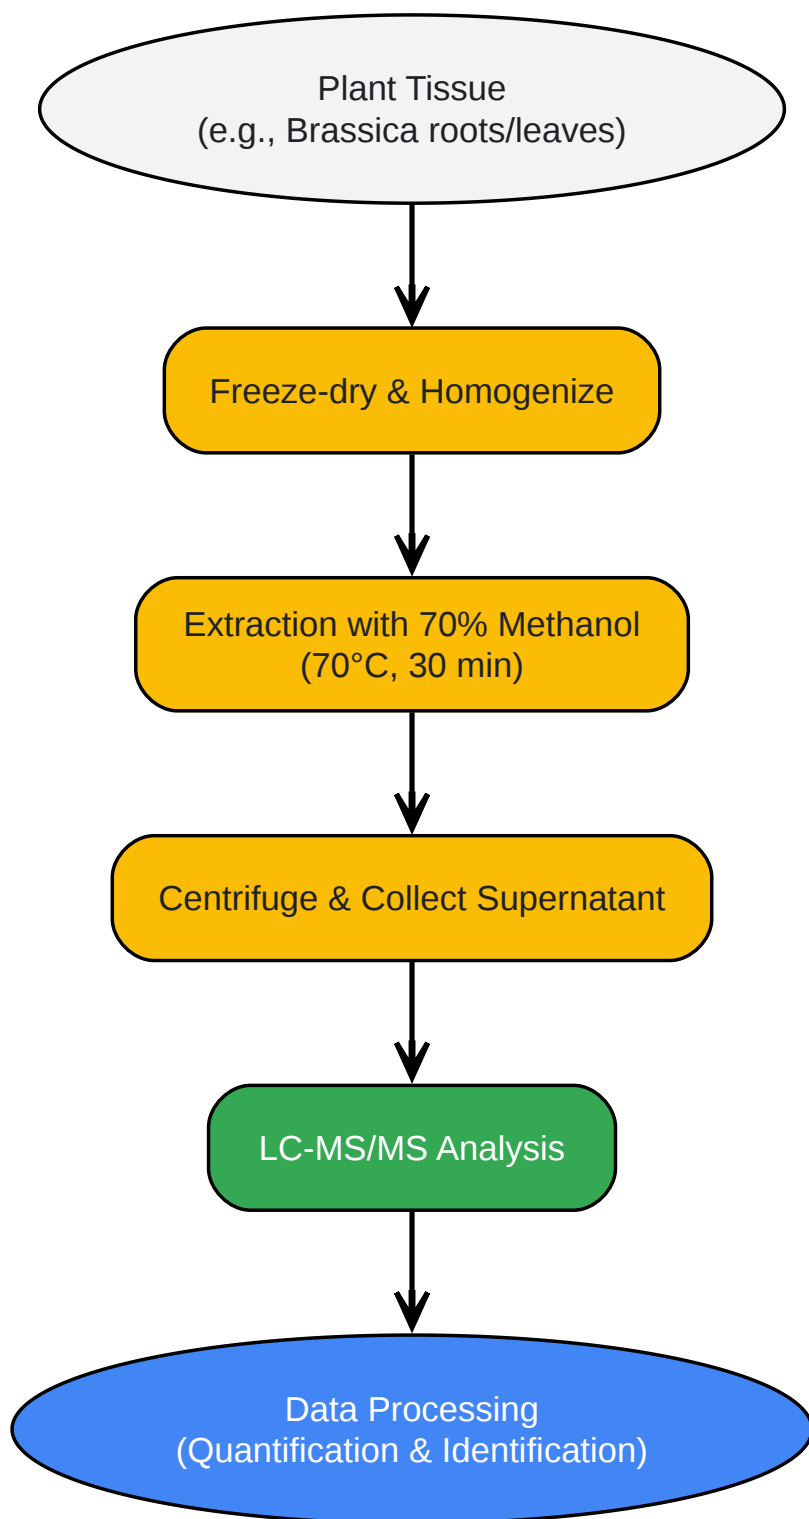 Plant Tissue
(e.g., Brassica roots/leaves)
Freeze-dry & Homogenize
Extraction with 70% Methanol
(70°C, 30 min)
Centrifuge & Collect Supernatant
LC-MS/MS Analysis
Data Processing
(Quantification & Identification)